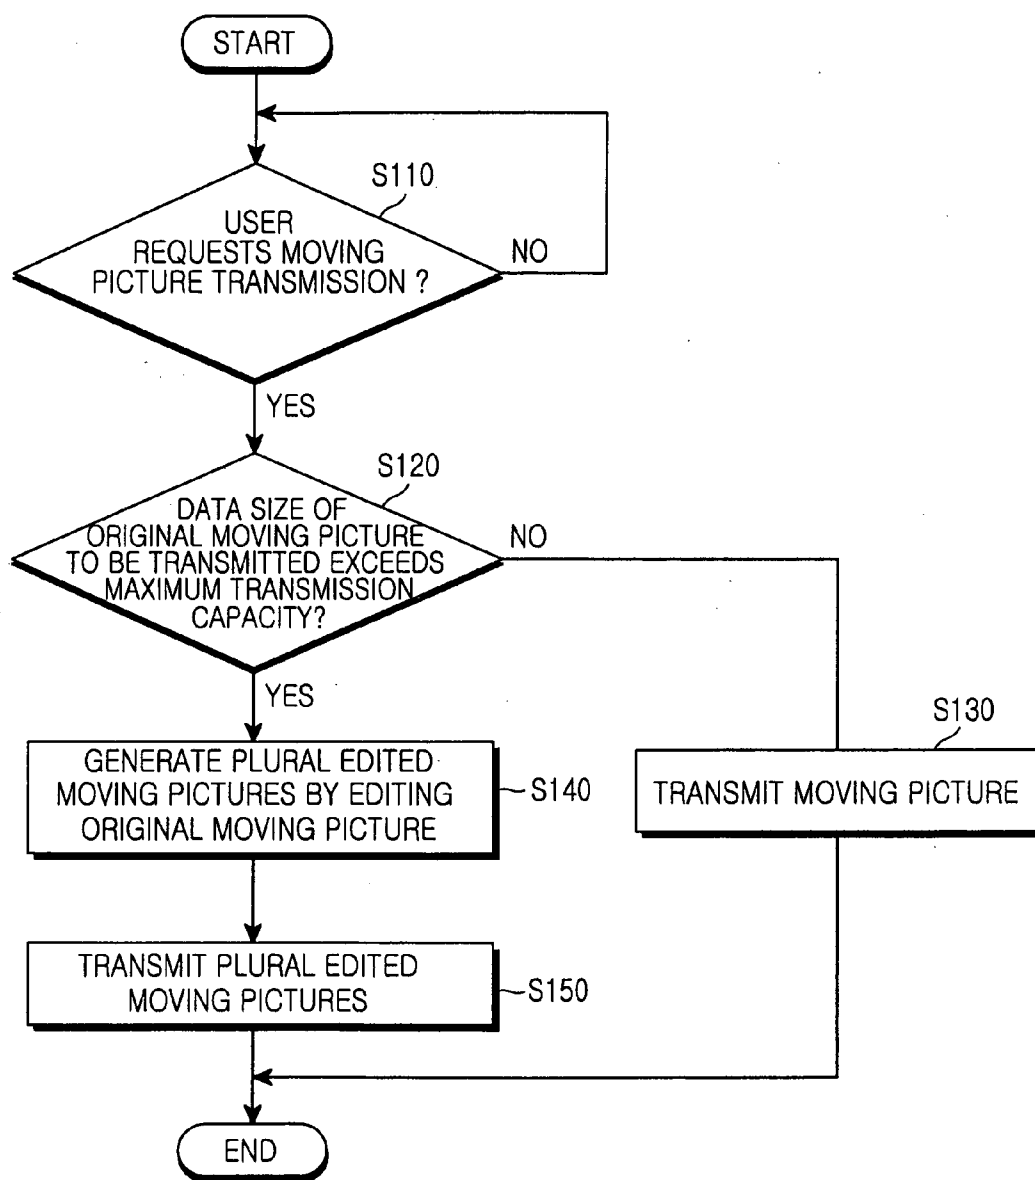 START
S110
USER
REQUESTS MOVING
PICTURE TRANSMISSION ?
NO
YES
S120
DATA SIZE OF
ORIGINAL MOVING PICTURE
TO BE TRANSMITTED EXCEEDS
MAXIMUM TRANSMISSION
CAPACITY?
NO
YES
S130
TRANSMIT MOVING PICTURE
GENERATE PLURAL EDITED
MOVING PICTURES BY EDITING
ORIGINAL MOVING PICTURE
S140
TRANSMIT PLURAL EDITED
MOVING PICTURES
S150
END